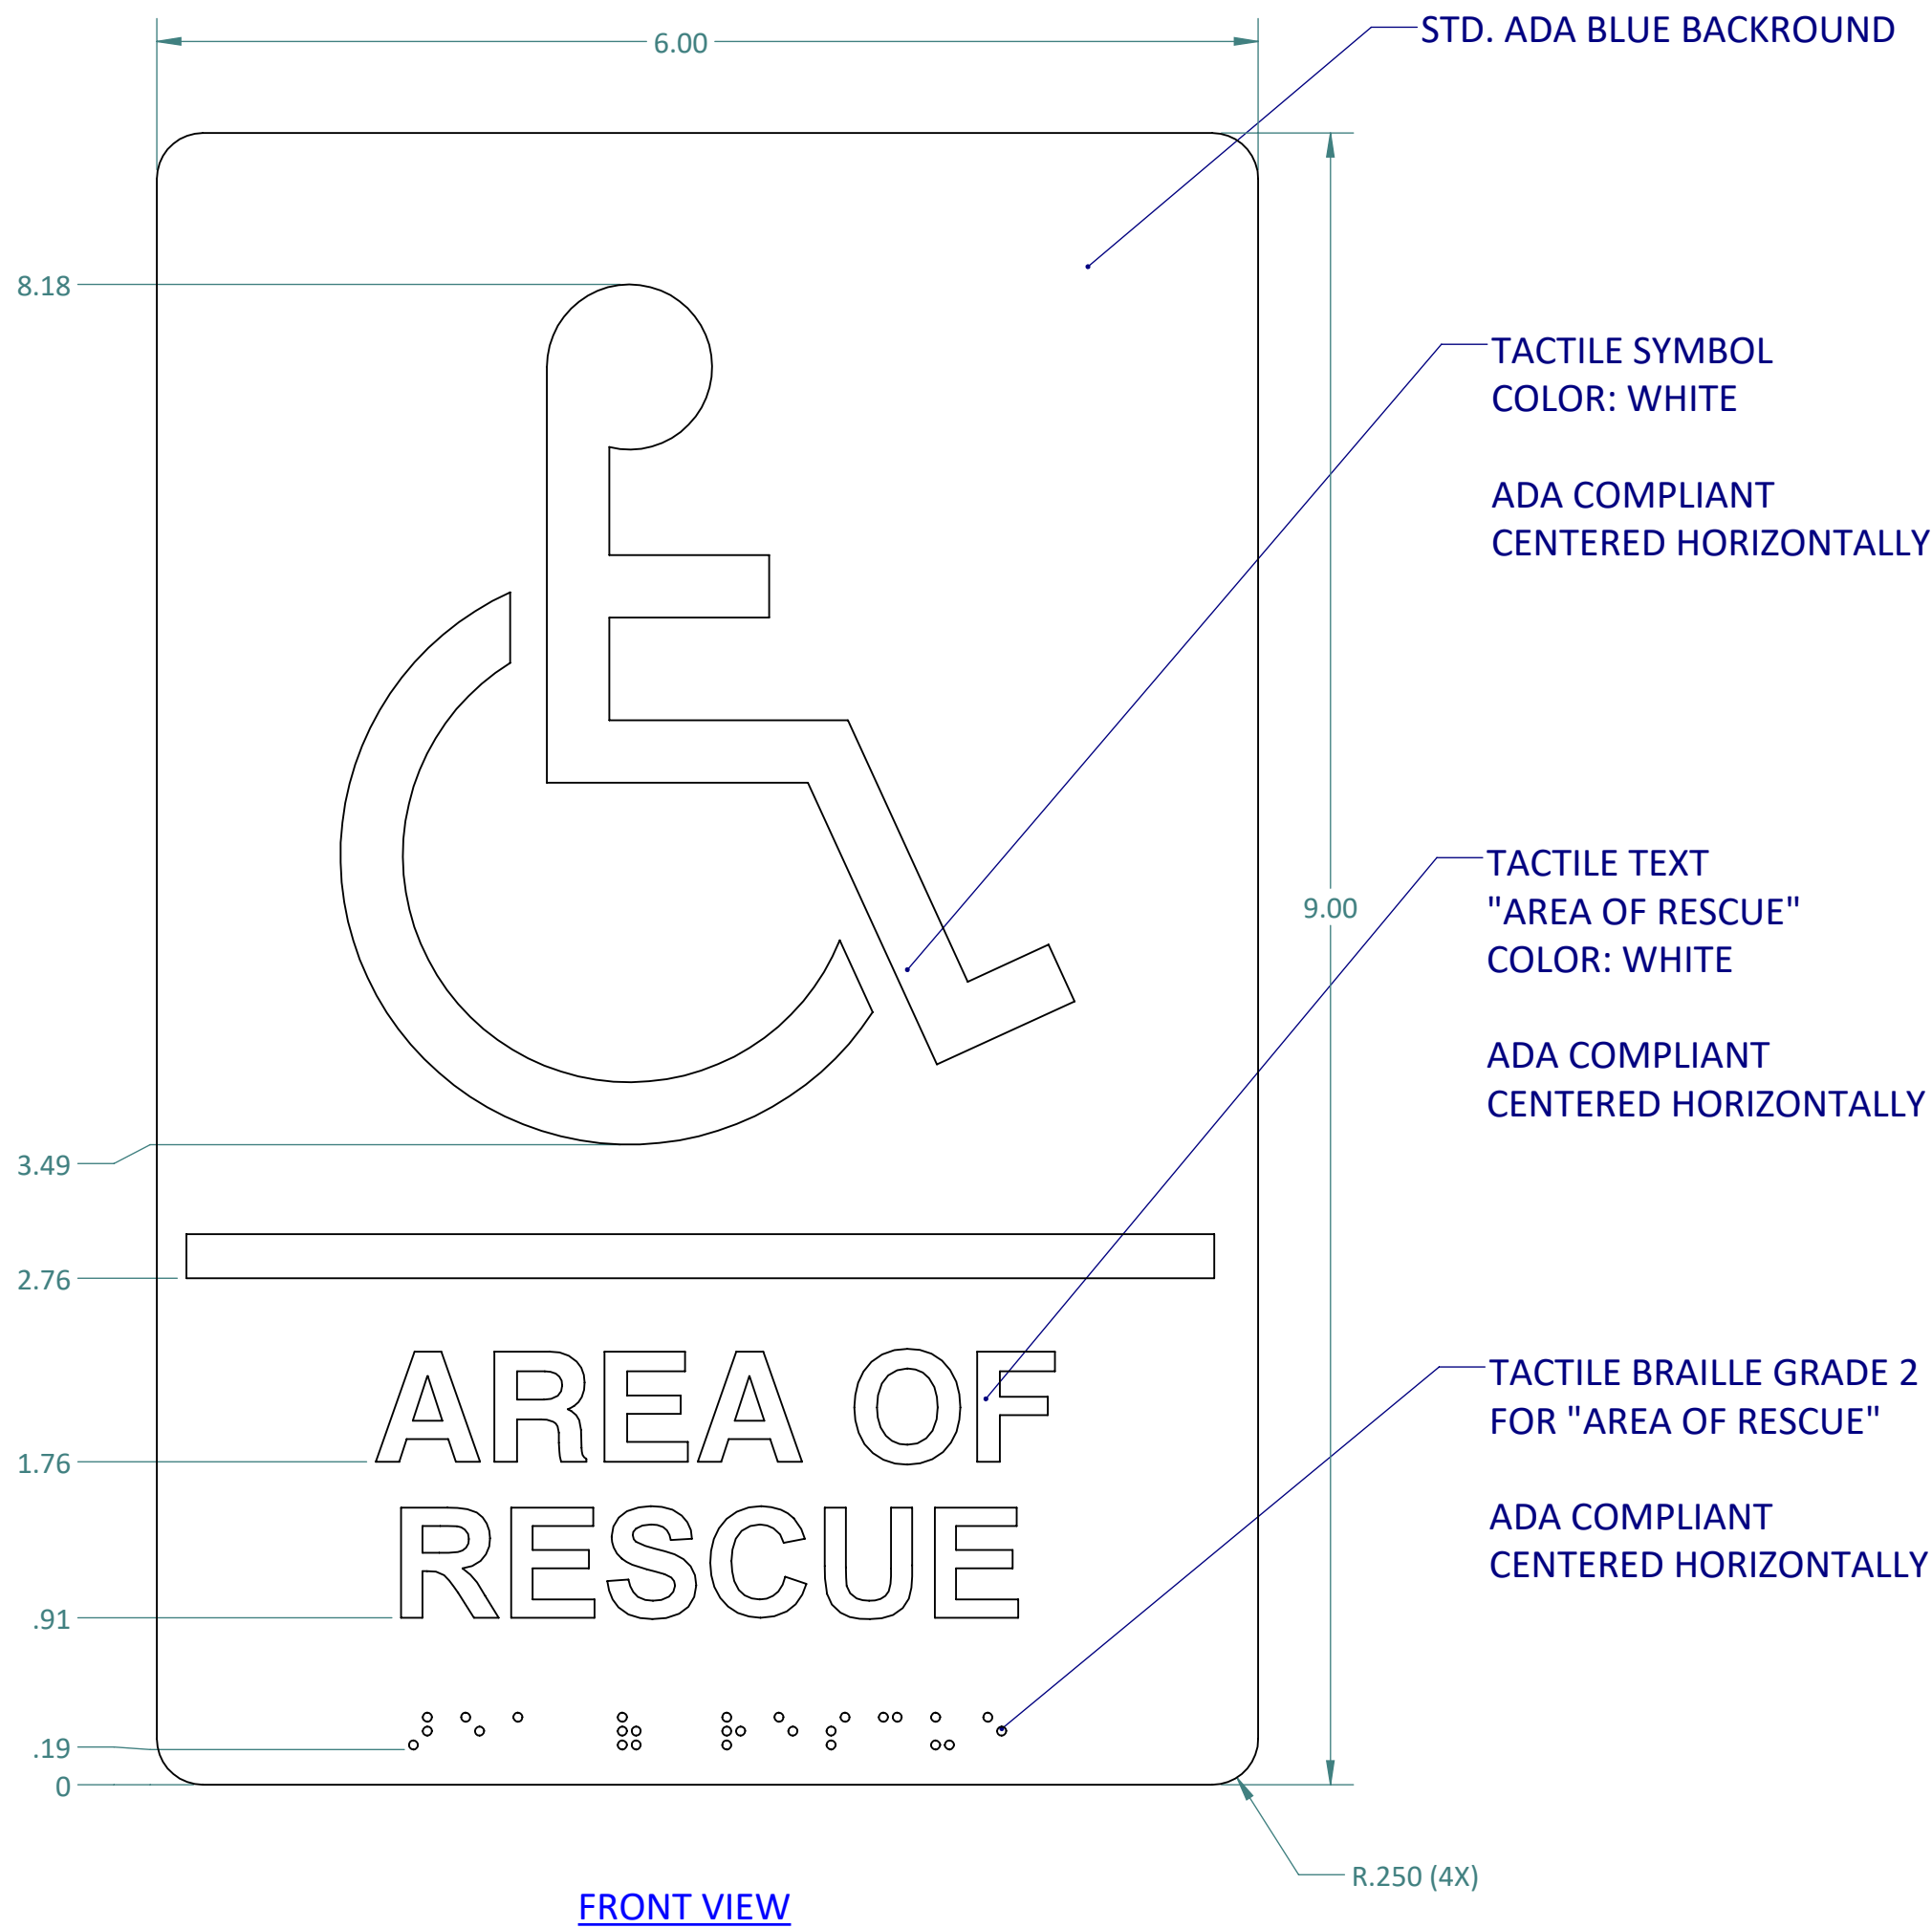 6.00
STD. ADA BLUE BACKROUND
8.18
TACTILE SYMBOL
COLOR: WHITE
ADA COMPLIANT
CENTERED HORIZONTALLY
TACTILE TEXT
"AREA OF RESCUE"
COLOR: WHITE
ADA COMPLIANT
CENTERED HORIZONTALLY
9.00
3.49
2.76
AREA OF
1.76
RESCUE
.91
TACTILE BRAILLE GRADE 2
FOR "AREA OF RESCUE"
ADA COMPLIANT
CENTERED HORIZONTALLY
⠜⠑⠁ ⠷ ⠗⠑⠎⠉⠥⠑
.19
0
R.250 (4X)
FRONT VIEW